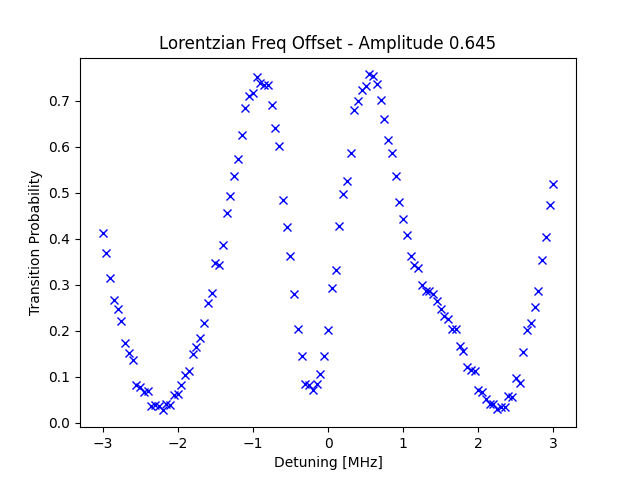 Lorentzian Freq Offset - Amplitude 0.645
Transition Probability
0.7
0.6
0.5
0.4
0.3
0.2
0.1
0.0
−3 −2 −1 0 1 2 3
Detuning [MHz]